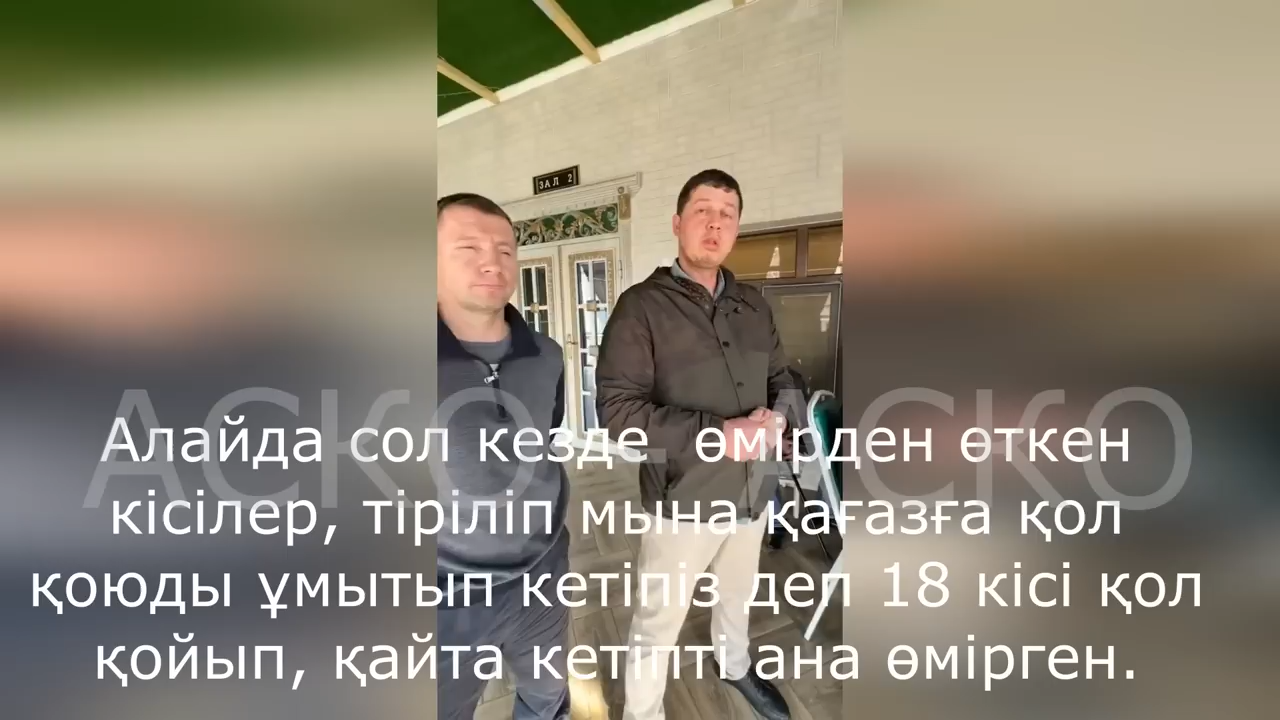 ЗАЛ 2
АСКО - АСКО
Алайда сол кезде өмірден өткен
кісілер, тіріліп мына қағазға қол
қоюды ұмытып кетіпіз деп 18 кісі қол
қойып, қайта кетіпті ана өмірген.